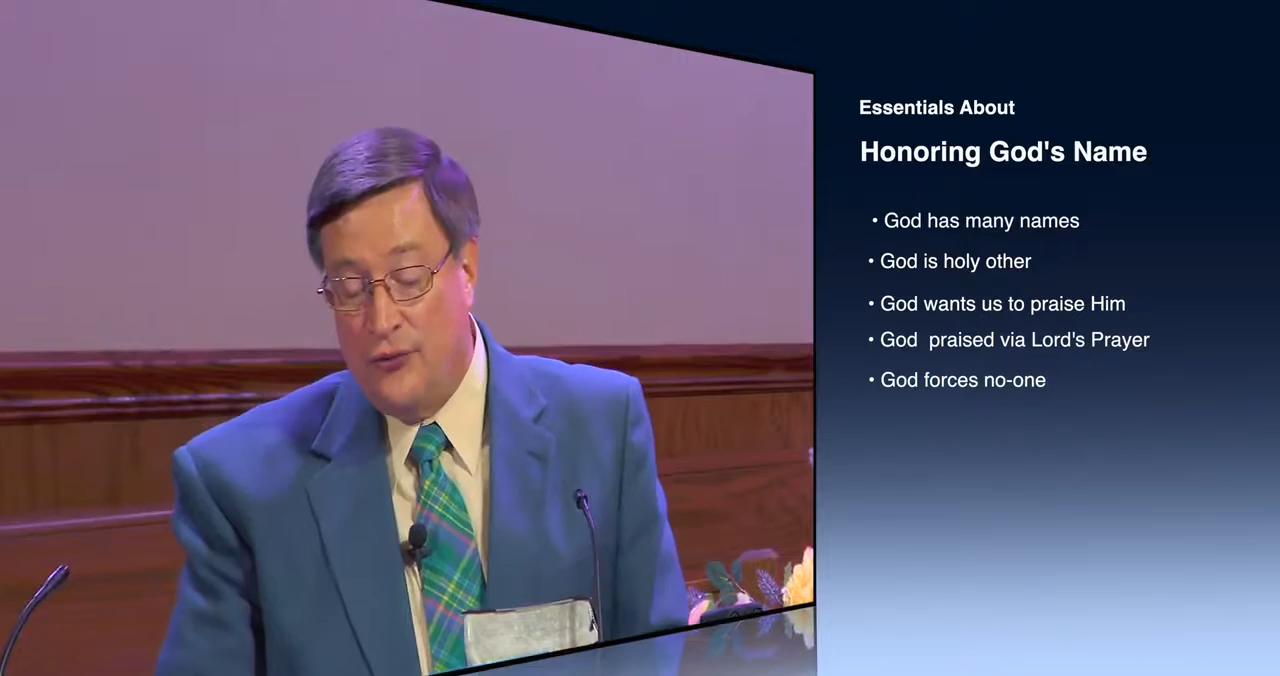 Essentials About
Honoring God's Name
• God has many names
• God is holy other
• God wants us to praise Him
• God  praised via Lord's Prayer
• God forces no-one